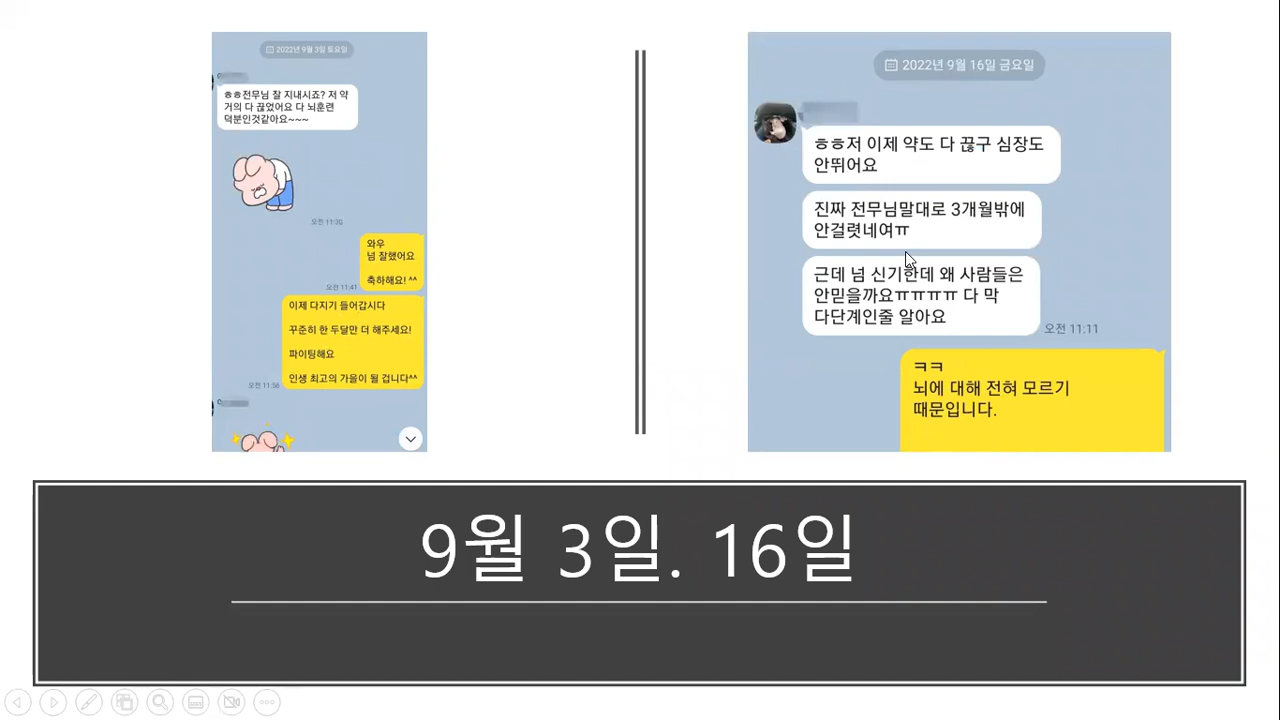 2022년 9월 3일 토요일
ㅎㅎ전무님 잘 지내시죠? 저 약
거의 다 끊었어요 다 뇌훈련
덕분인것같아요~~~
오전 11:30
와우
넘 잘했어요
축하해요! ^^
오전 11:41
이제 다지기 들어갑시다
꾸준히 한 두달만 더 해주세요!
파이팅해요
인생 최고의 가을이 될 겁니다^^
오전 11:56
2022년 9월 16일 금요일
ㅎㅎ저 이제 약도 다 끊구 심장도
안뛰어요
진짜 전무님말대로 3개월밖에
안걸렷네여ㅠ
근데 넘 신기한데 왜 사람들은
안믿을까요ㅠㅠㅠㅠ 다 막
다단계인줄 알아요
오전 11:11
ㅋㅋ
뇌에 대해 전혀 모르기
때문입니다.
9월 3일. 16일